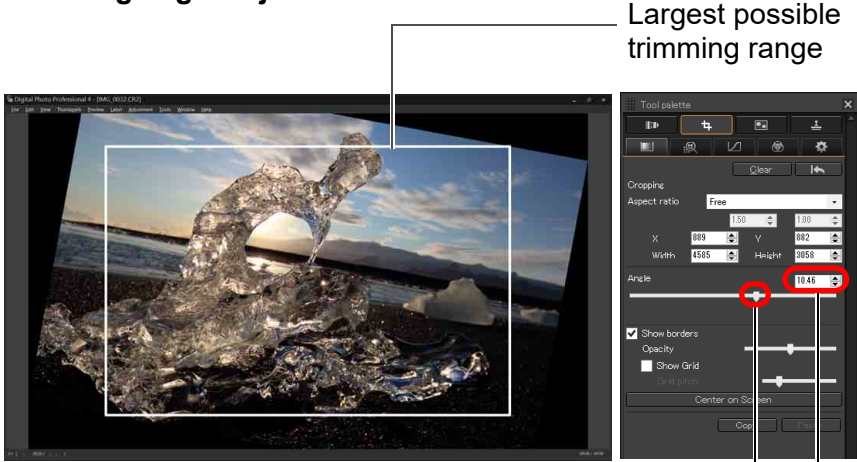 Largest possible
trimming range
Digital Photo Professional 4 - [IMG_0032.CR2]
File Edit View Thumbnails Preview Label Adjustment Tools Window Help
Tool palette
Clear
Cropping
Aspect ratio Free
1.50 1.00
X 889 Y 882
Width 4585 Height 3058
Angle 10.46
Show borders
Opacity
Show Grid
Grid pitch
Center on Screen